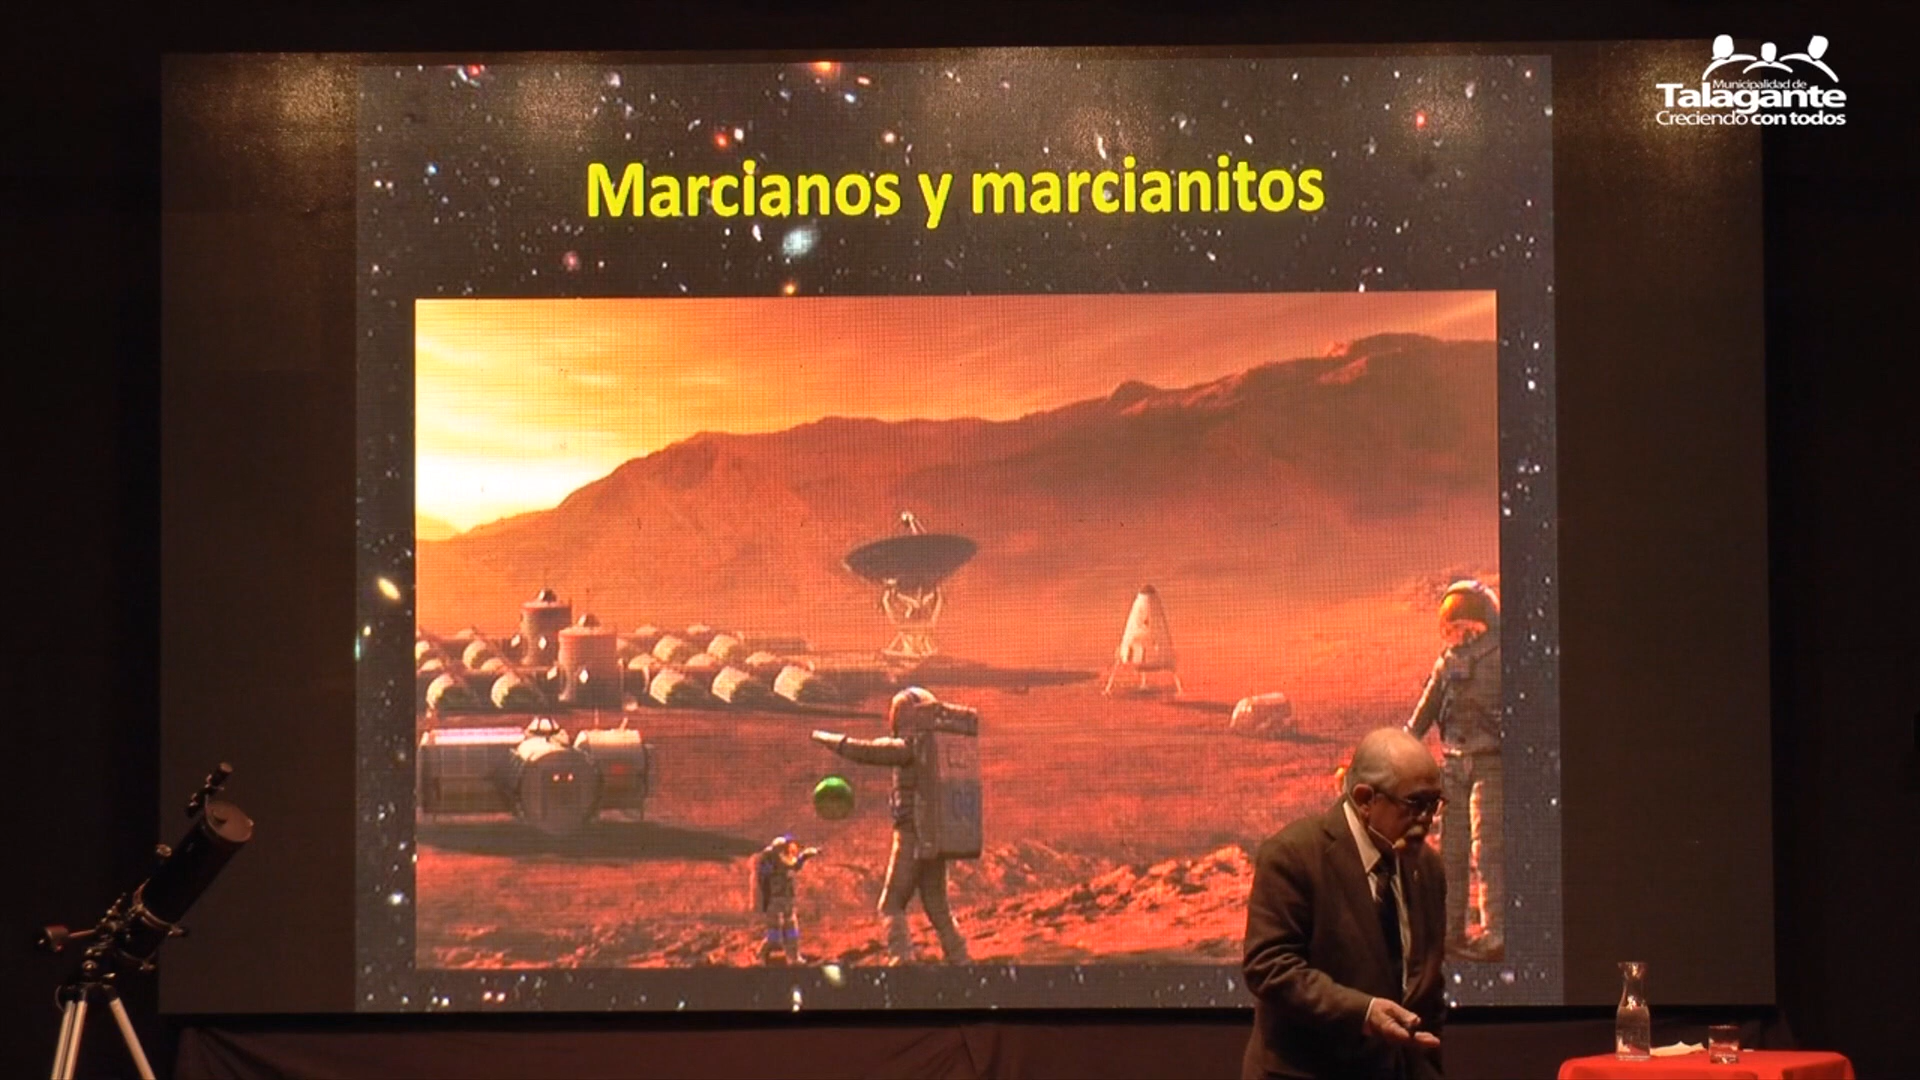 Municipalidad de
Talagante
Creciendo con todos
Marcianos y marcianitos